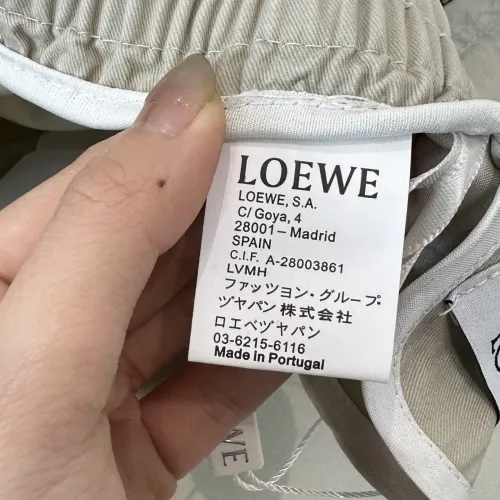 LOEWE
LOEWE, S.A.
C/ Goya, 4
28001–Madrid
SPAIN
C.I.F. A-28003861
LVMH
ファッツョン・グループ
ヅヤパン株式会社
ロエベヅヤパン
03-6215-6116
Made in Portugal
WE